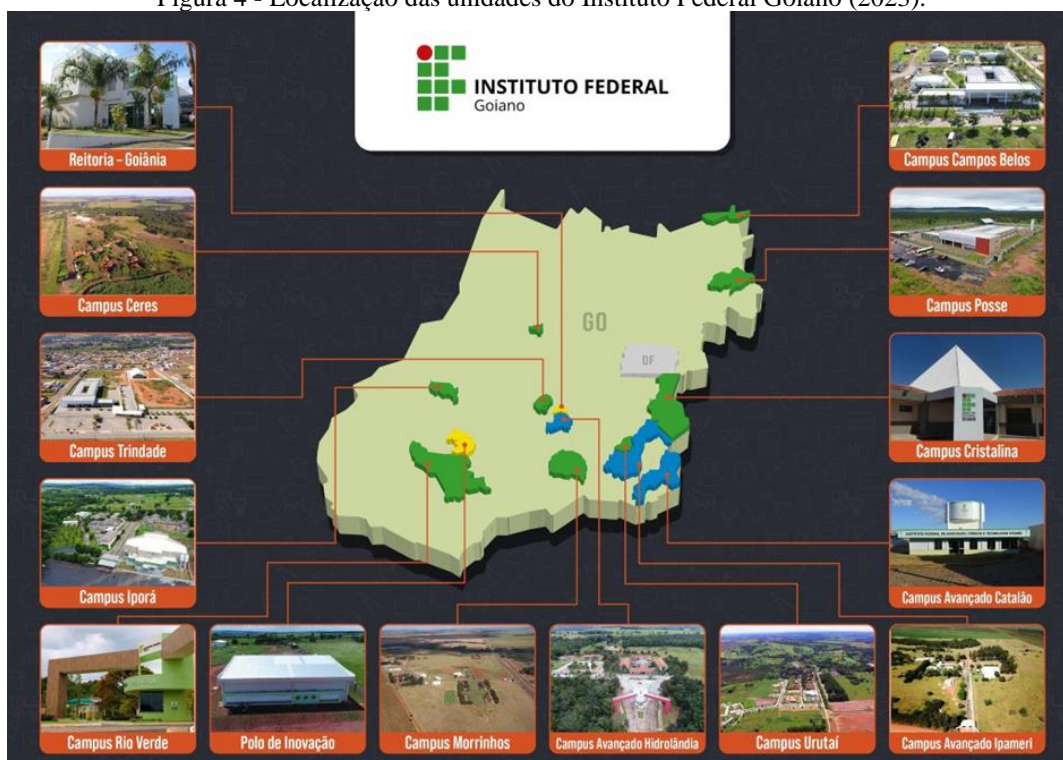 Figura 4 - Localização das unidades do Instituto Federal Goiano (2023).
INSTITUTO FEDERAL
Goiano
Reitoria – Goiânia
Campus Campos Belos
Campus Ceres
Campus Posse
GO
DF
Campus Trindade
Campus Cristalina
Campus Iporá
Campus Avançado Catalão
Campus Rio Verde
Polo de Inovação
Campus Morrinhos
Campus Avançado Hidrolândia
Campus Urutaí
Campus Avançado Ipameri